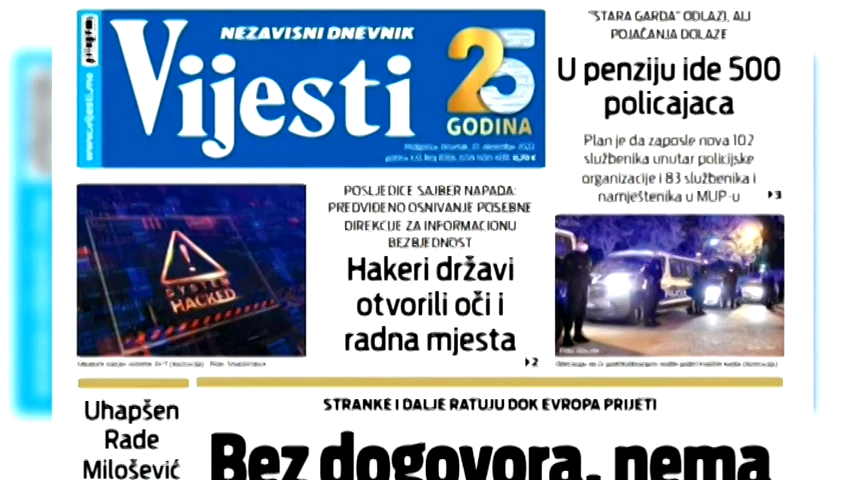 NEZAVISNI DNEVNIK
Vijesti
25
GODINA
www.vijesti.me
"STARA GARDA" ODLAZI, ALI
POJAČANJA DOLAZE
U penziju ide 500
policajaca
Plan je da zaposle nova 102
službenika unutar policijske
organizacije i 83 službenika i
namještenika u MUP-u
3
SYSTEM
HACKED
POSLJEDICE SAJBER NAPADA:
PREDVIĐENO OSNIVANJE POSEBNE
DIREKCIJE ZA INFORMACIONU
BEZBJEDNOST
Hakeri državi
otvorili oči i
radna mjesta
2
Uhapšen
Rade
Milošević
STRANKE I DALJE RATUJU DOK EVROPA PRIJETI
Bez dogovora, nema